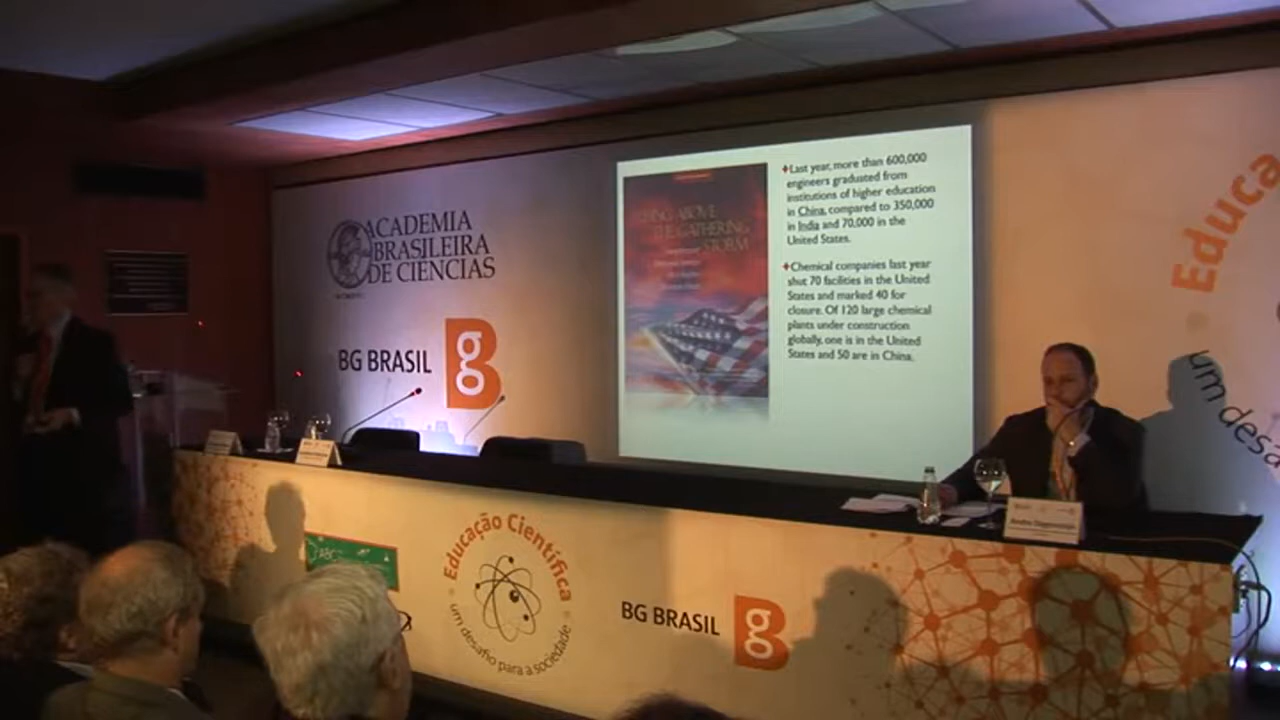 ACADEMIA
BRASILEIRA
DE CIENCIAS
BG BRASIL
BG
RISING ABOVE
THE GATHERING
STORM
Last year, more than 600,000
engineers graduated from
institutions of higher education
in China, compared to 350,000
in India and 70,000 in the
United States.
Chemical companies last year
shut 70 facilities in the United
States and marked 40 for
closure. Of 120 large chemical
plants under construction
globally, one is in the United
States and 50 are in China.
Educa
um desa
ABC
Educação Científica
um desafio para a sociedade
BG BRASIL
BG